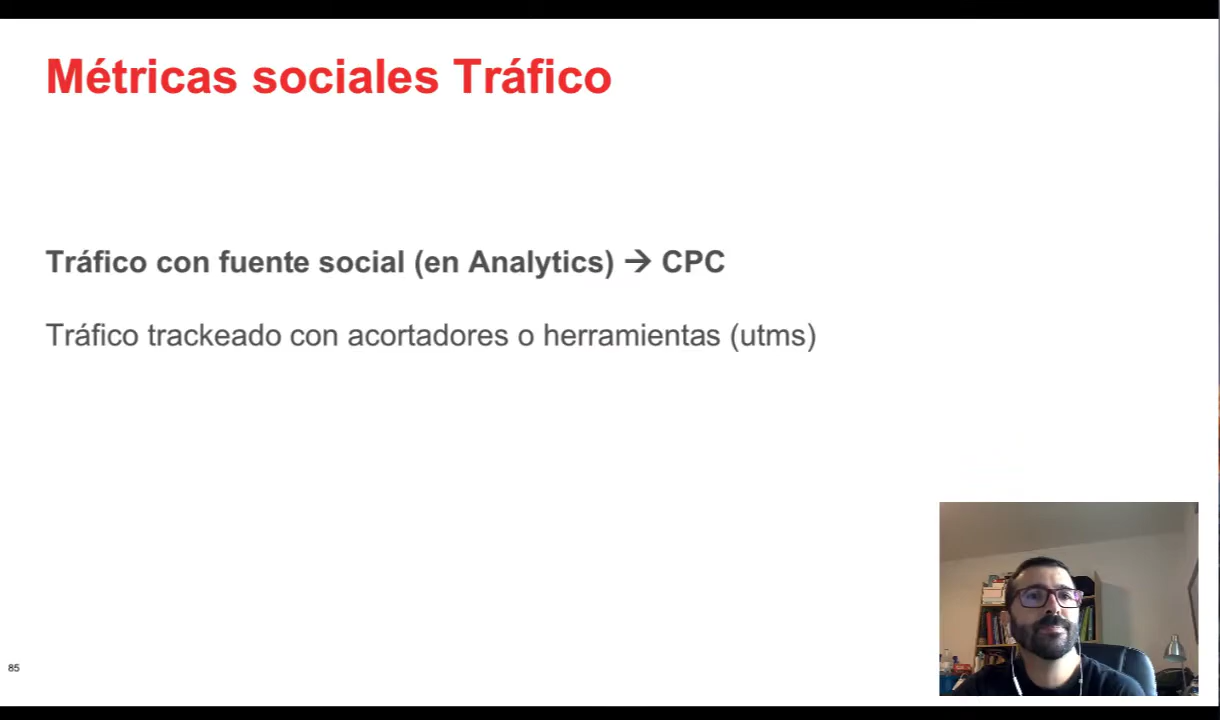 Métricas sociales Tráfico
Tráfico con fuente social (en Analytics) → CPC
Tráfico trackeado con acortadores o herramientas (utms)
85